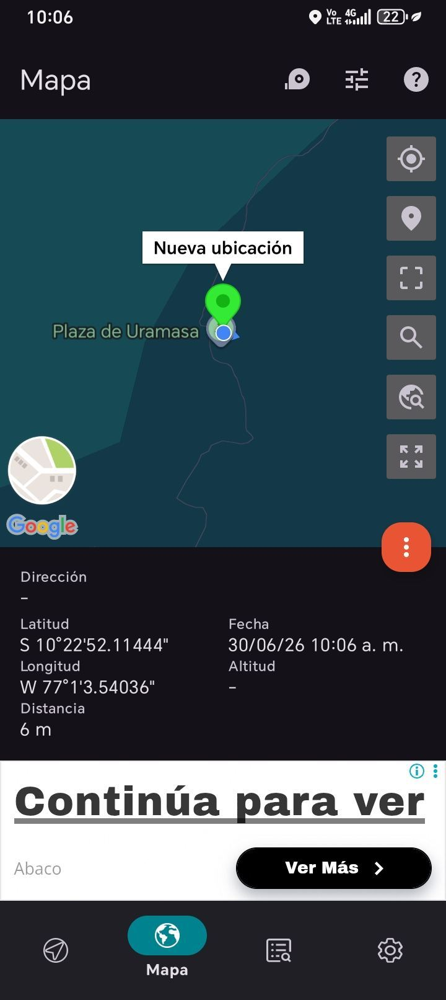 10:06
Vo LTE 4G 22
Mapa
Nueva ubicación
Plaza de Uramasa
Google
Dirección
–
Latitud
S 10°22'52.11444"
Fecha
30/06/26 10:06 a. m.
Longitud
W 77°1'3.54036"
Altitud
–
Distancia
6 m
Continúa para ver
Abaco
Ver Más
Mapa